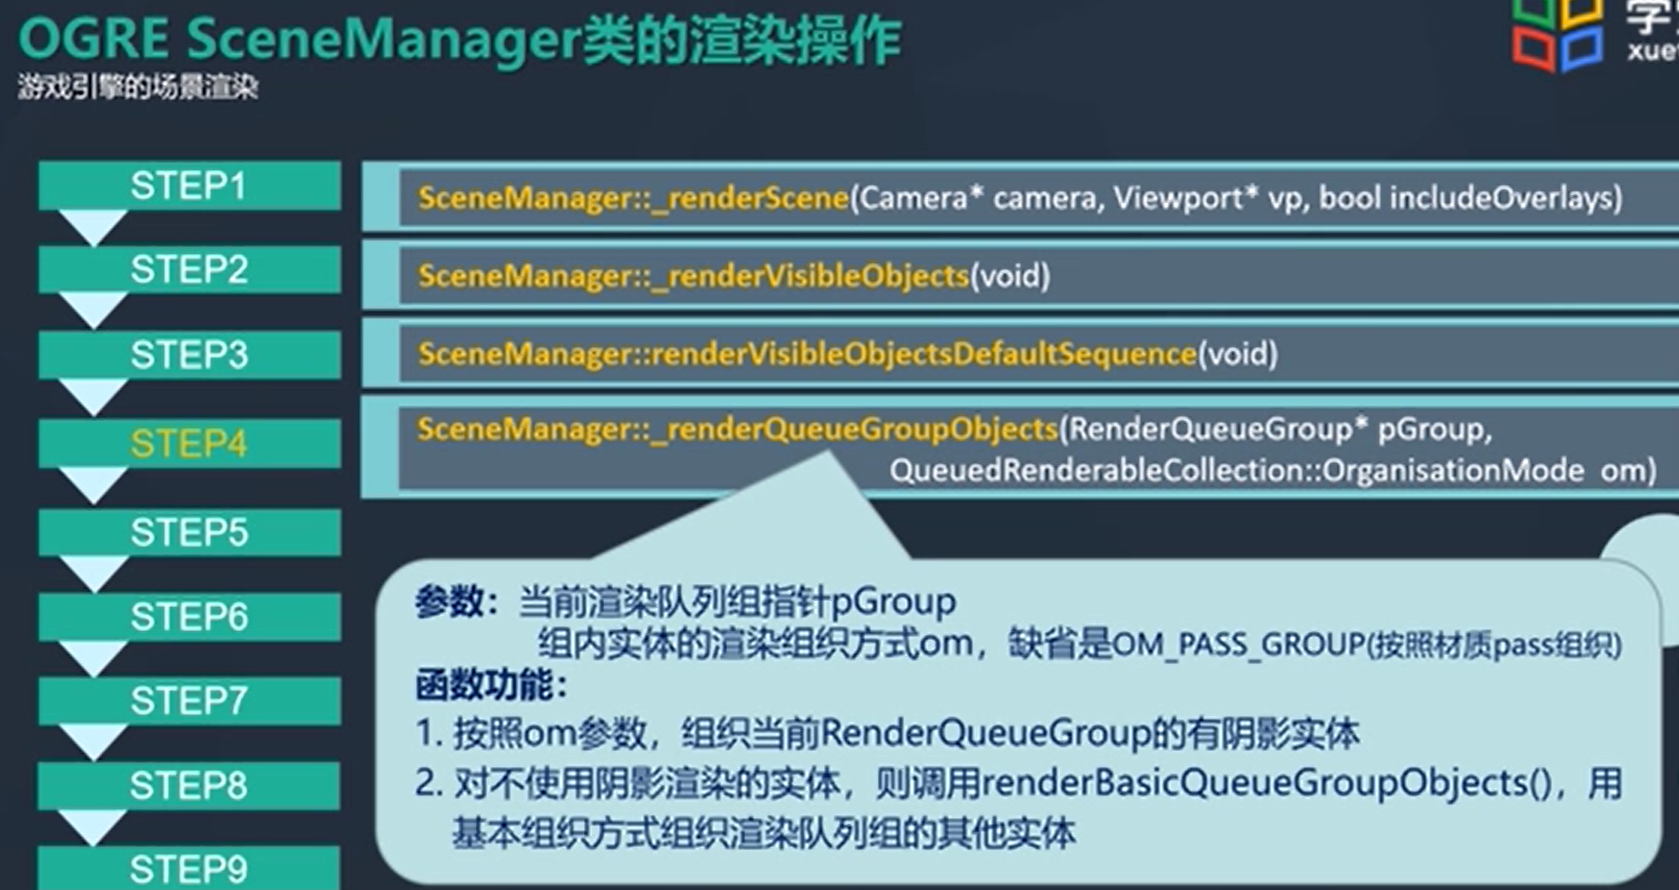 OGRE SceneManager类的渲染操作
游戏引擎的场景渲染
STEP1
SceneManager::_renderScene(Camera* camera, Viewport* vp, bool includeOverlays)
STEP2
SceneManager::_renderVisibleObjects(void)
STEP3
SceneManager::renderVisibleObjectsDefaultSequence(void)
STEP4
SceneManager::_renderQueueGroupObjects(RenderQueueGroup* pGroup,
QueuedRenderableCollection::OrganisationMode om)
STEP5
STEP6
STEP7
STEP8
STEP9
参数：当前渲染队列组指针pGroup
组内实体的渲染组织方式om，缺省是OM_PASS_GROUP(按照材质pass组织)
函数功能：
1. 按照om参数，组织当前RenderQueueGroup的有阴影实体
2. 对不使用阴影渲染的实体，则调用renderBasicQueueGroupObjects()，用
基本组织方式组织渲染队列组的其他实体